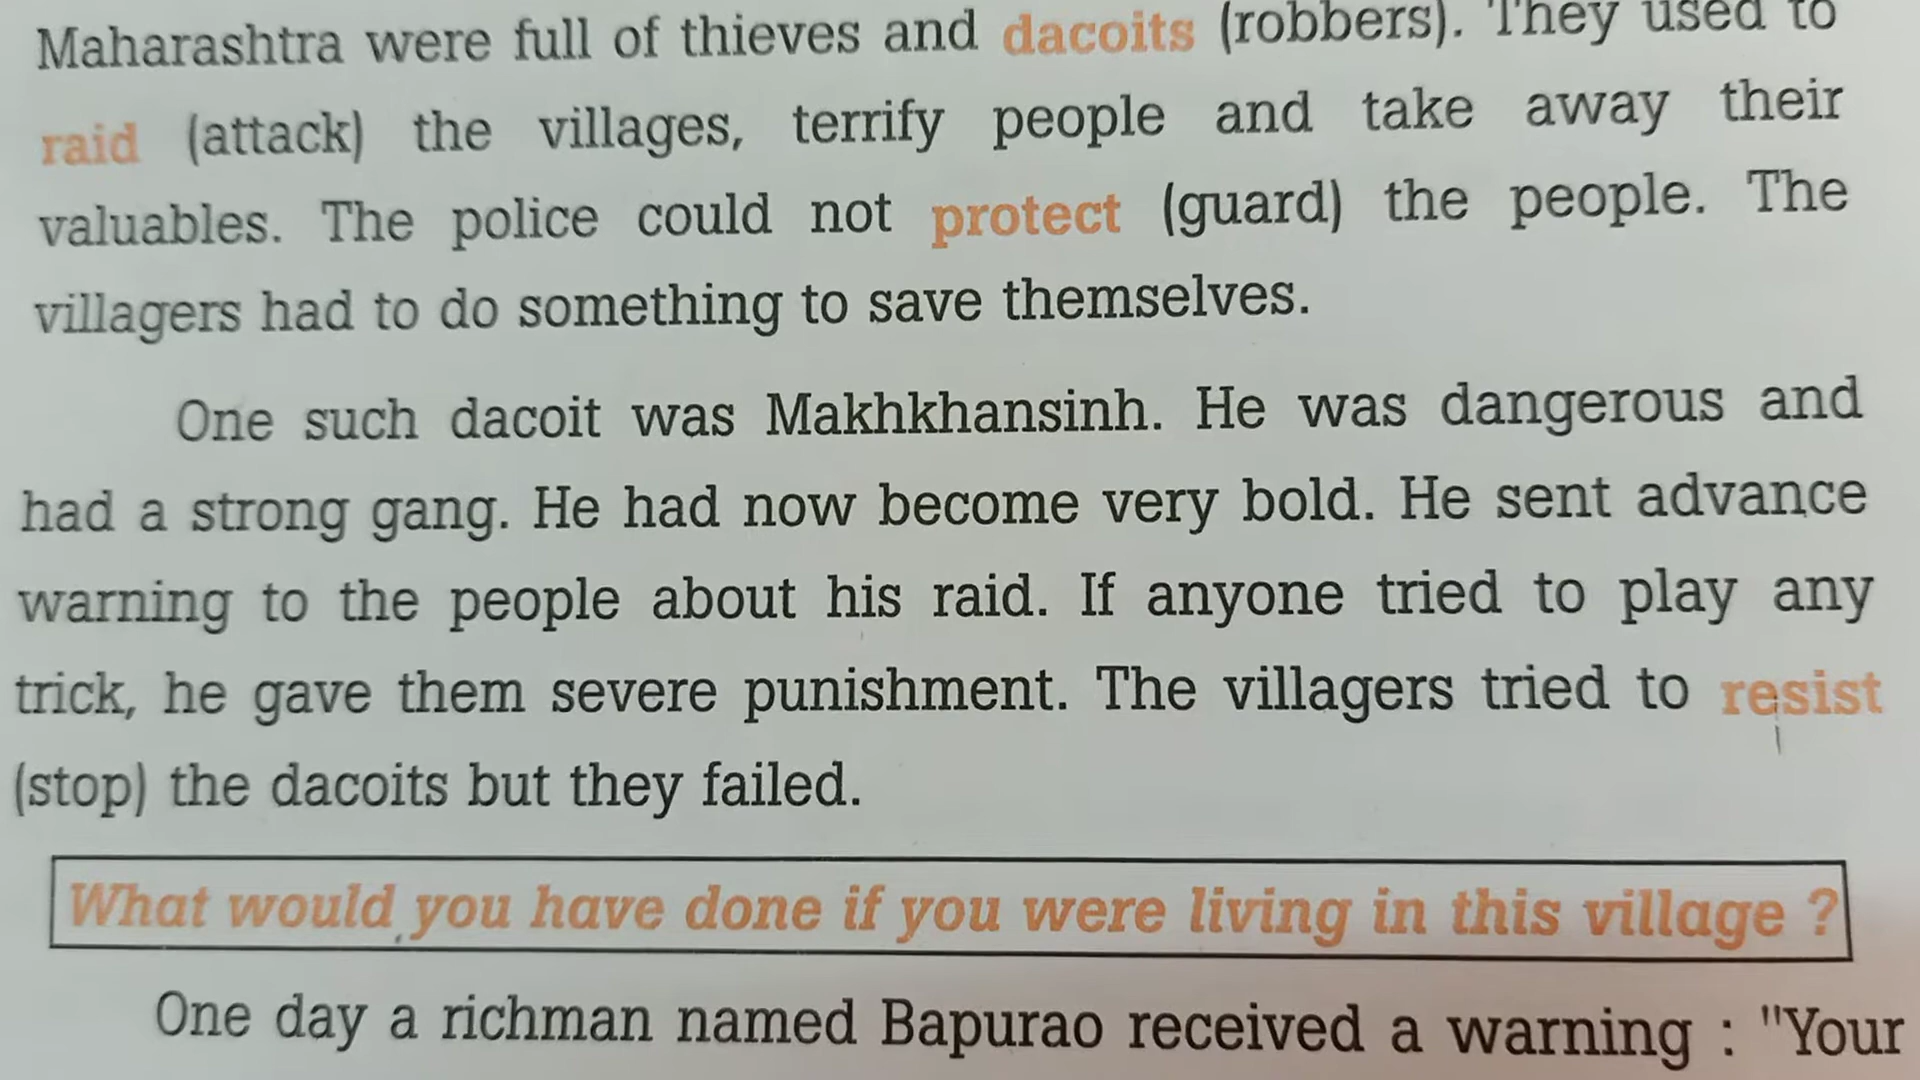 Maharashtra were full of thieves and dacoits (robbers). They used to
raid (attack) the villages, terrify people and take away their
valuables. The police could not protect (guard) the people. The
villagers had to do something to save themselves.
One such dacoit was Makhkhansinh. He was dangerous and
had a strong gang. He had now become very bold. He sent advance
warning to the people about his raid. If anyone tried to play any
trick, he gave them severe punishment. The villagers tried to resist
(stop) the dacoits but they failed.
What would you have done if you were living in this village ?
One day a richman named Bapurao received a warning : "Your